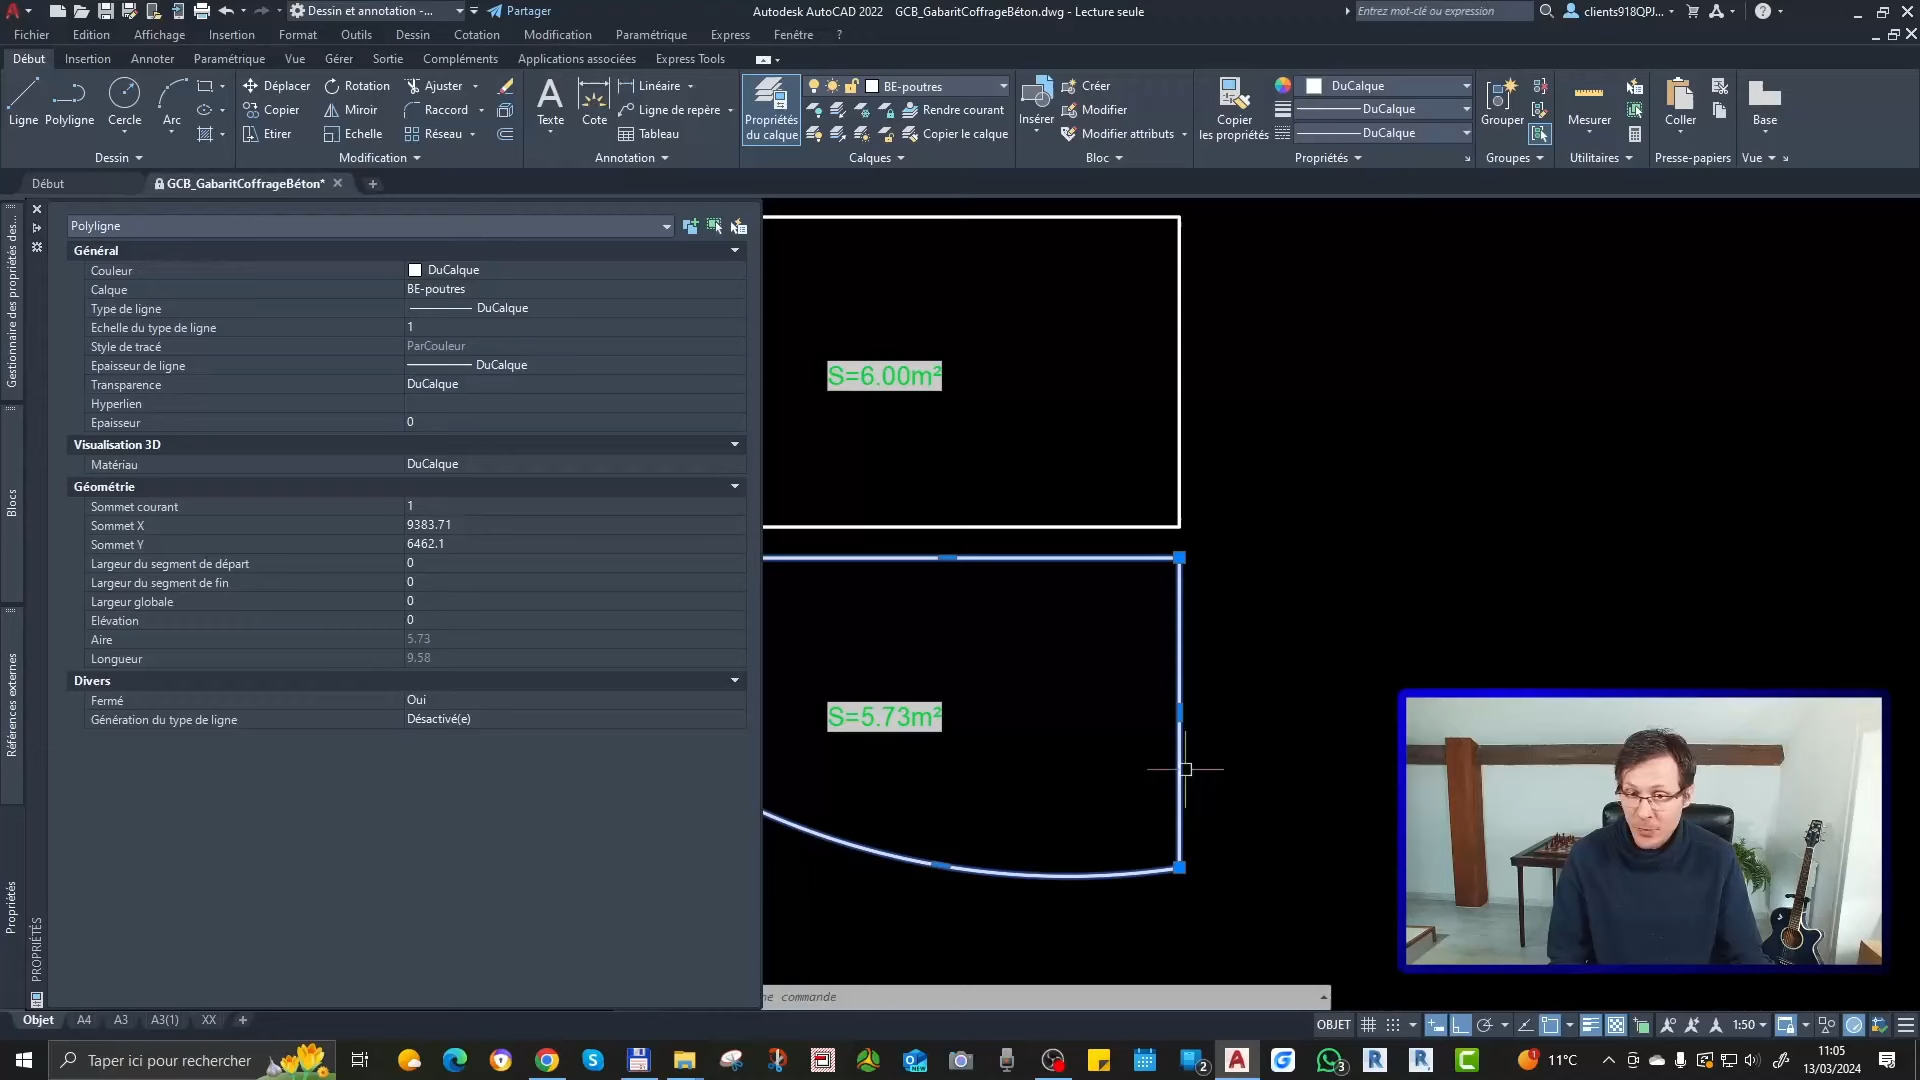 Dessin et annotation -...
Partager
Autodesk AutoCAD 2022
GCB_GabaritCoffrageBéton.dwg - Lecture seule
Entrez mot-clé ou expression
clients918QPJ...
?
Fichier
Edition
Affichage
Insertion
Format
Outils
Dessin
Cotation
Modification
Paramétrique
Express
Fenêtre
?
Début
Insertion
Annoter
Paramétrique
Vue
Gérer
Sortie
Compléments
Applications associées
Express Tools
Ligne
Polyligne
Cercle
Arc
Dessin
Déplacer
Rotation
Ajuster
Copier
Miroir
Raccord
Etirer
Echelle
Réseau
Modification
Texte
Cote
Linéaire
Ligne de repère
Tableau
Annotation
Propriétés
du calque
BE-poutres
Rendre courant
Copier le calque
Calques
Insérer
Créer
Modifier
Modifier attributs
Bloc
Copier
les propriétés
DuCalque
DuCalque
DuCalque
Propriétés
Grouper
Groupes
Mesurer
Utilitaires
Coller
Presse-papiers
Base
Vue
Début
GCB_GabaritCoffrageBéton*
Gestionnaire des propriétés des...
Blocs
Références externes
Propriétés
PROPRIÉTÉS
Polyligne
Général
Couleur DuCalque
Calque BE-poutres
Type de ligne DuCalque
Echelle du type de ligne 1
Style de tracé ParCouleur
Epaisseur de ligne DuCalque
Transparence DuCalque
Hyperlien
Epaisseur 0
Visualisation 3D
Matériau DuCalque
Géométrie
Sommet courant 1
Sommet X 9383.71
Sommet Y 6462.1
Largeur du segment de départ 0
Largeur du segment de fin 0
Largeur globale 0
Elévation 0
Aire 5.73
Longueur 9.58
Divers
Fermé Oui
Génération du type de ligne Désactivé(e)
S=6.00m²
S=5.73m²
ne commande
Objet
A4
A3
A3(1)
XX
OBJET
1:50
Taper ici pour rechercher
NEW
2
A
3
R
R
C
1
11°C
11:05
13/03/2024